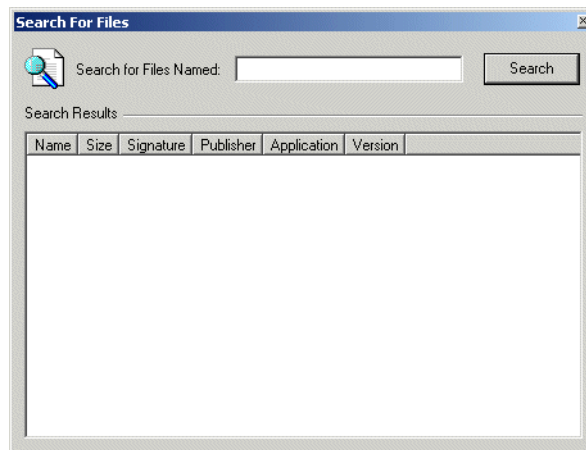 Search For Files
Search for Files Named:
Search
Search Results
Name Size Signature Publisher Application Version